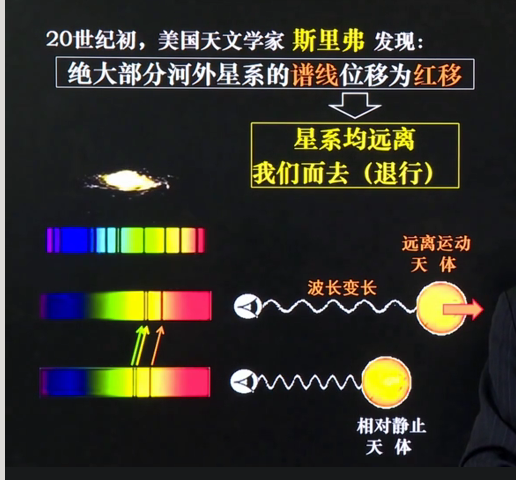 20世纪初，美国天文学家 斯里弗 发现：
绝大部分河外星系的谱线位移为红移
星系均远离
我们而去（退行）
远离运动
天 体
波长变长
相对静止
天 体